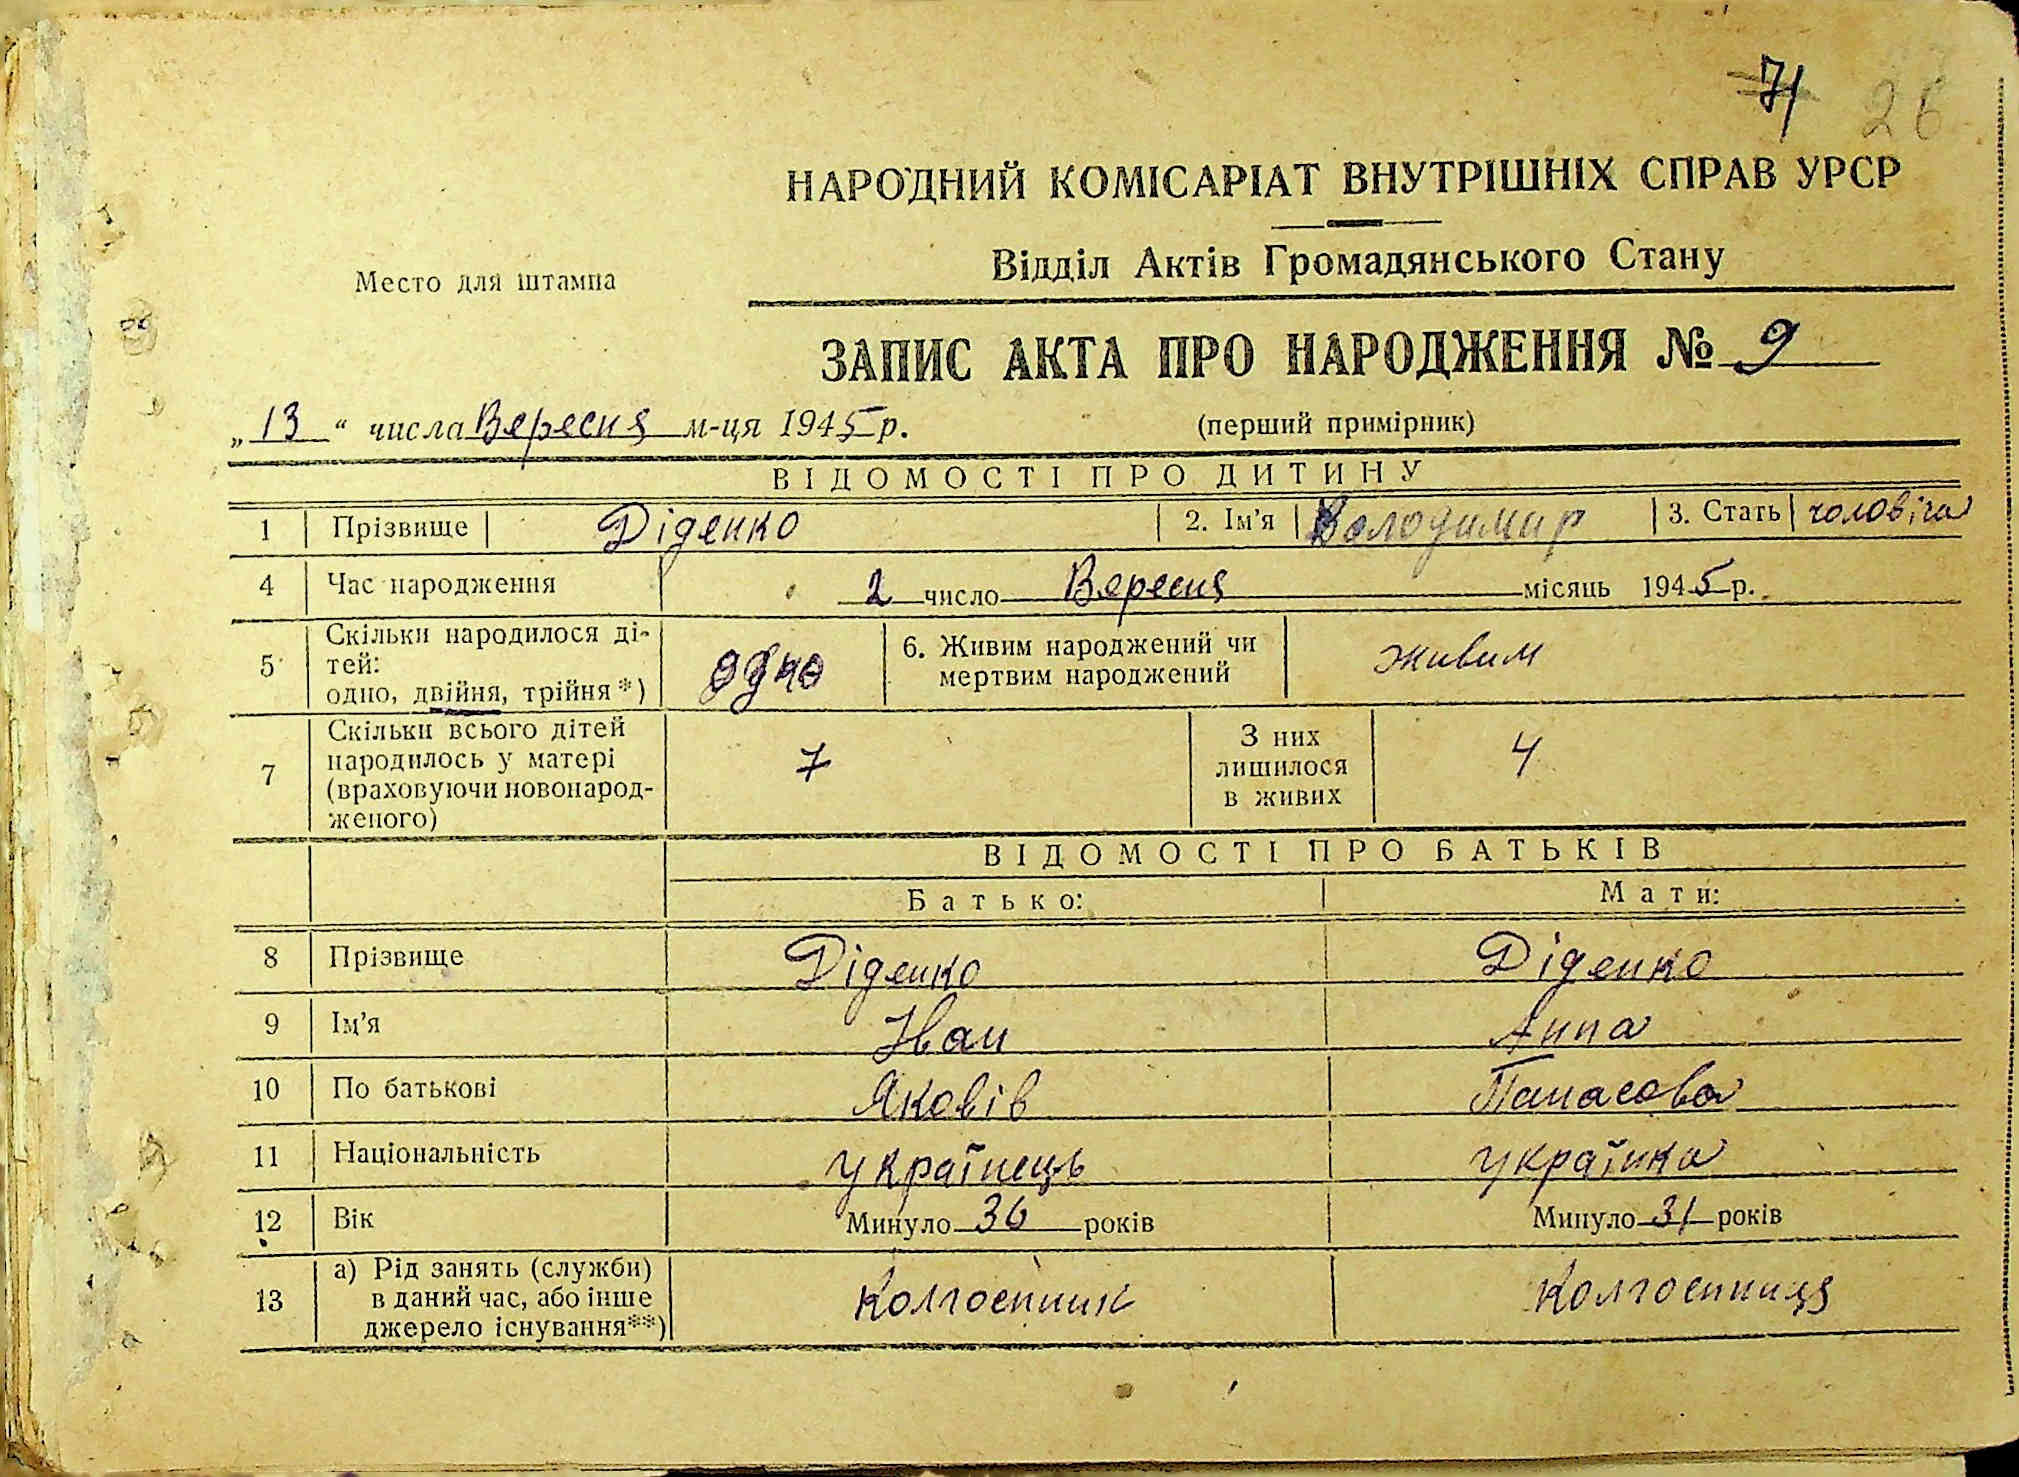 71 26
НАРОДНИЙ КОМІСАРІАТ ВНУТРІШНІХ СПРАВ УРСР
Место для штампа
Відділ Актів Громадянського Стану
ЗАПИС АКТА ПРО НАРОДЖЕННЯ № 9
„13“ числа Вересня м-ця 1945 р.
(перший примірник)
ВІДОМОСТІ ПРО ДИТИНУ
1 Прізвище Діденко 2. Ім'я Володимир 3. Стать чоловіча
4 Час народження 2 число Вересня місяць 1945 р.
5 Скільки народилося ді-
тей:
одно, двійня, трійня*) одно 6. Живим народжений чи
мертвим народжений живим
7 Скільки всього дітей
народилось у матері
(враховуючи новонарод-
женого) 7 З них
лишилося
в живих 4
ВІДОМОСТІ ПРО БАТЬКІВ
Батько: Мати:
8 Прізвище Діденко Діденко
9 Ім'я Иван Анна
10 По батькові Яковів Панасова
11 Національність українець українка
12 Вік Минуло 36 років Минуло 31 років
13 а) Рід занять (служби)
в даний час, або інше
джерело існування**) Колгоспник Колгоспниця